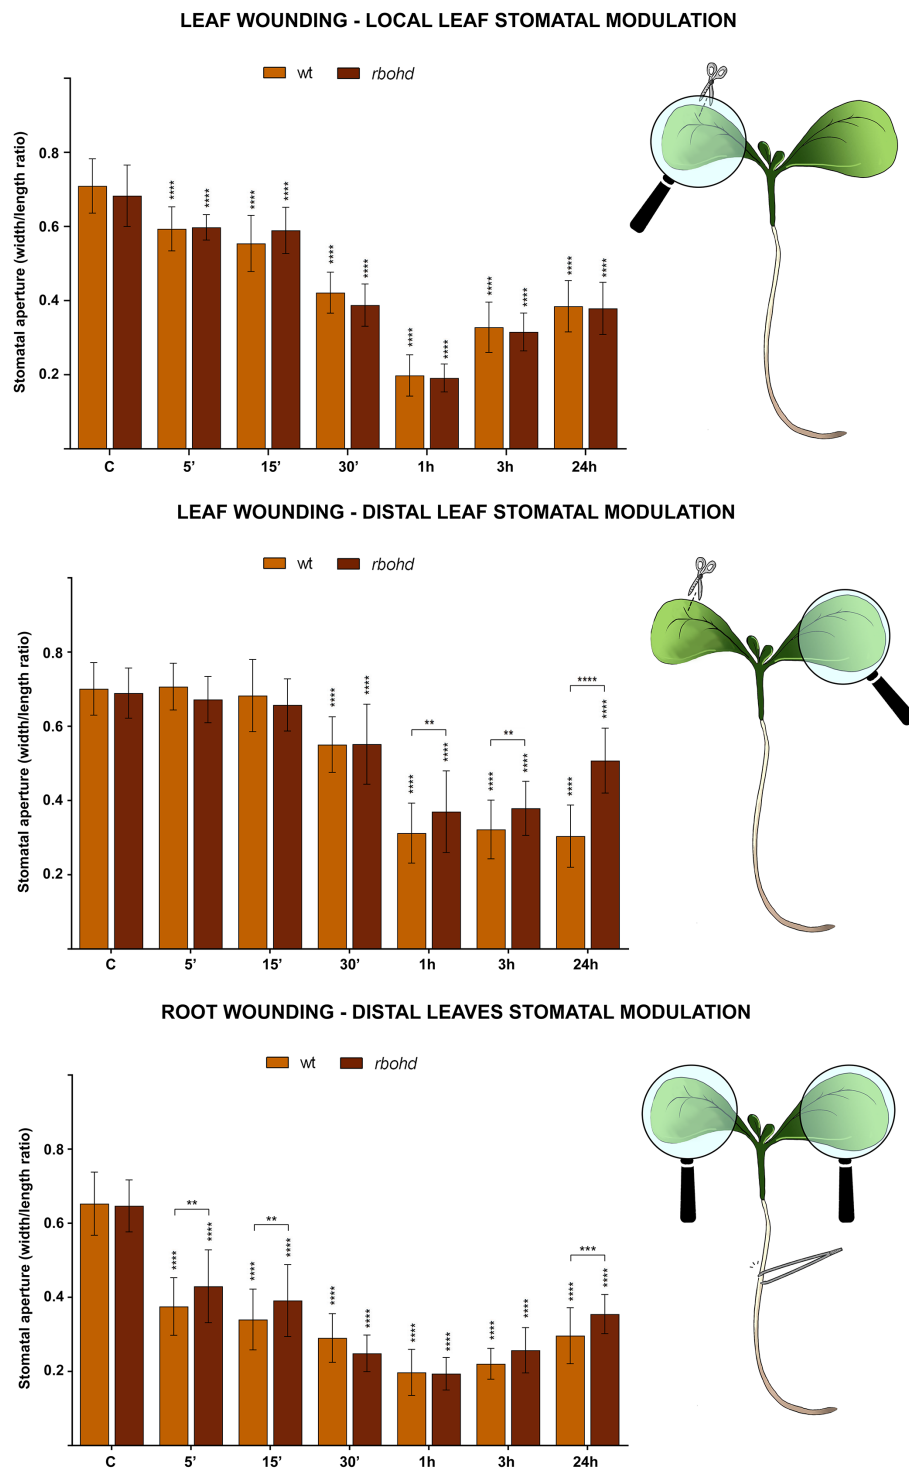 LEAF WOUNDING - LOCAL LEAF STOMATAL MODULATION
wt rbohd
Stomatal aperture (width/length ratio)
0.8
0.6
0.4
0.2
**** **** **** **** **** **** **** **** **** **** **** ****
C 5’ 15’ 30’ 1h 3h 24h
LEAF WOUNDING - DISTAL LEAF STOMATAL MODULATION
wt rbohd
Stomatal aperture (width/length ratio)
0.8
0.6
0.4
0.2
**** **** ** **** **** ** **** **** **** **** ****
C 5’ 15’ 30’ 1h 3h 24h
ROOT WOUNDING - DISTAL LEAVES STOMATAL MODULATION
wt rbohd
Stomatal aperture (width/length ratio)
0.8
0.6
0.4
0.2
** **** **** ** **** **** **** **** **** **** **** **** *** **** ****
C 5’ 15’ 30’ 1h 3h 24h